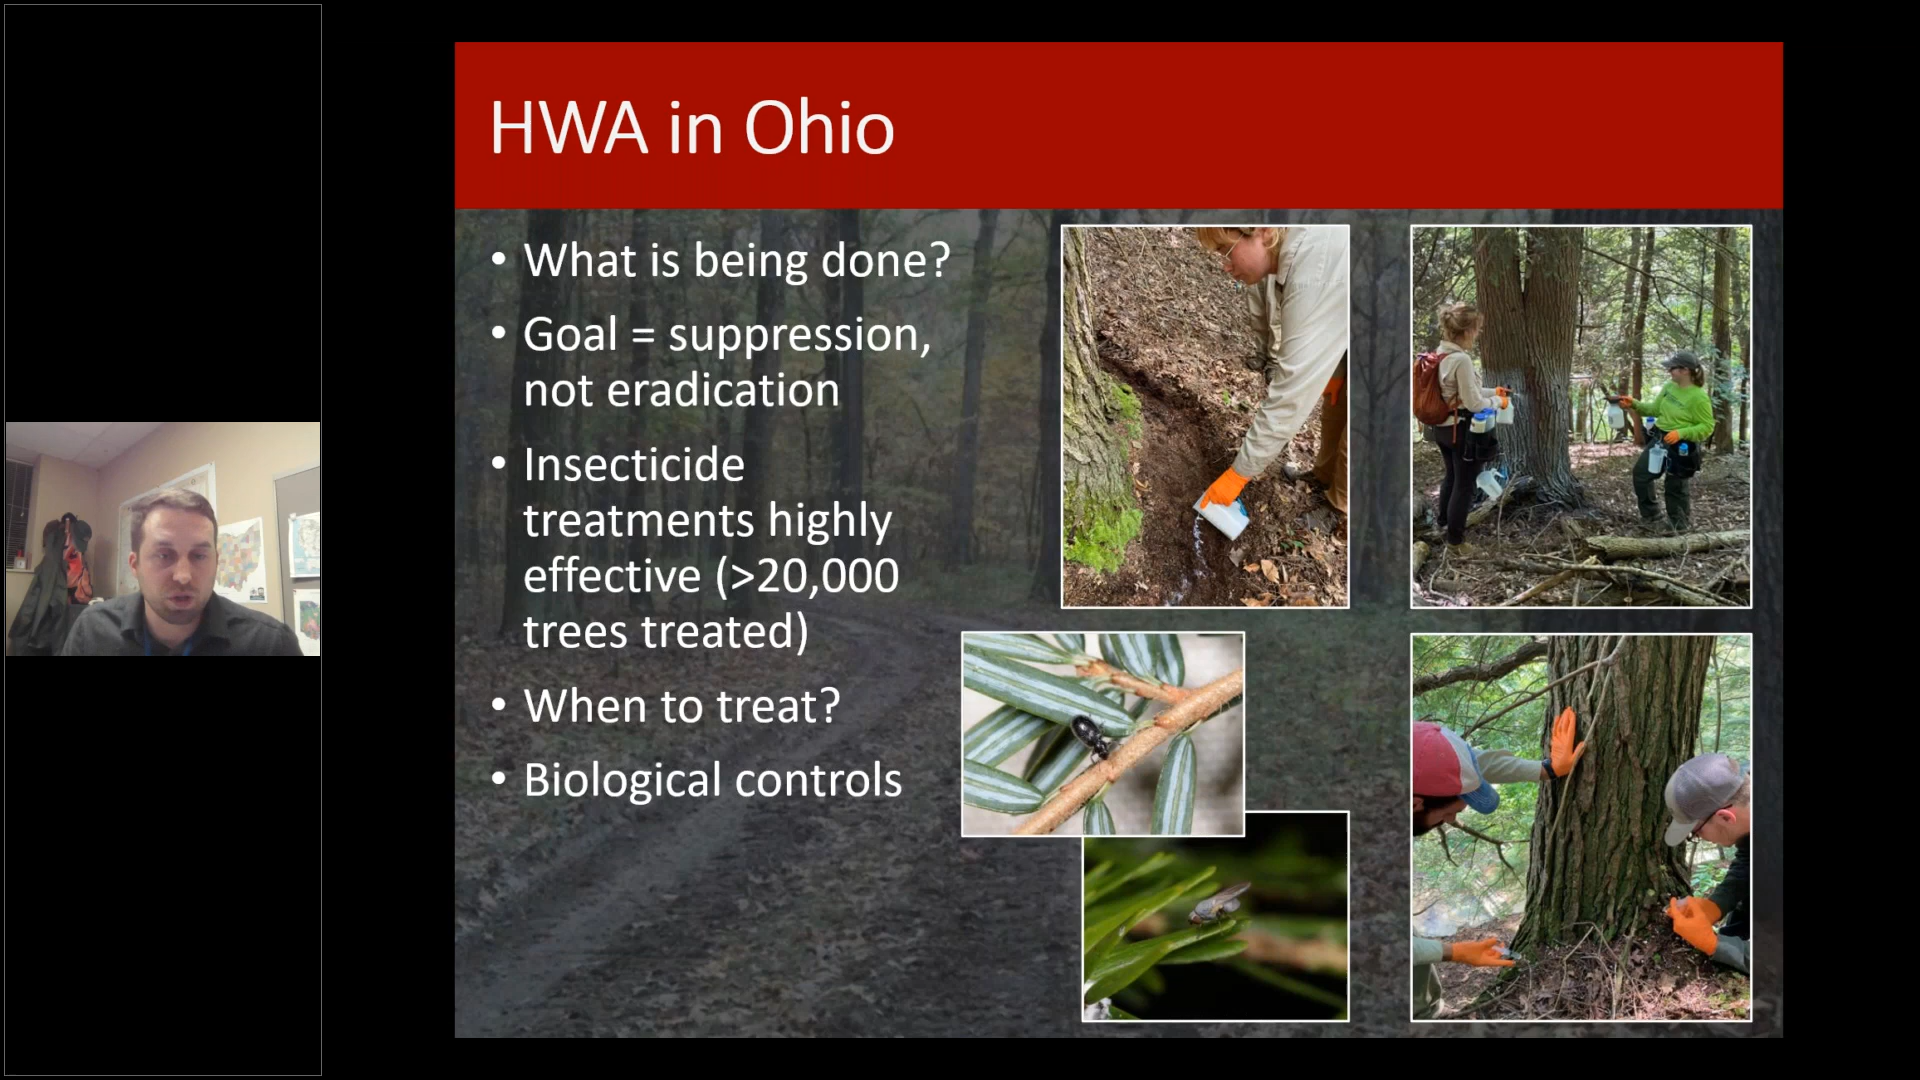 HWA in Ohio
• What is being done?
• Goal = suppression,
not eradication
• Insecticide
treatments highly
effective (>20,000
trees treated)
• When to treat?
• Biological controls